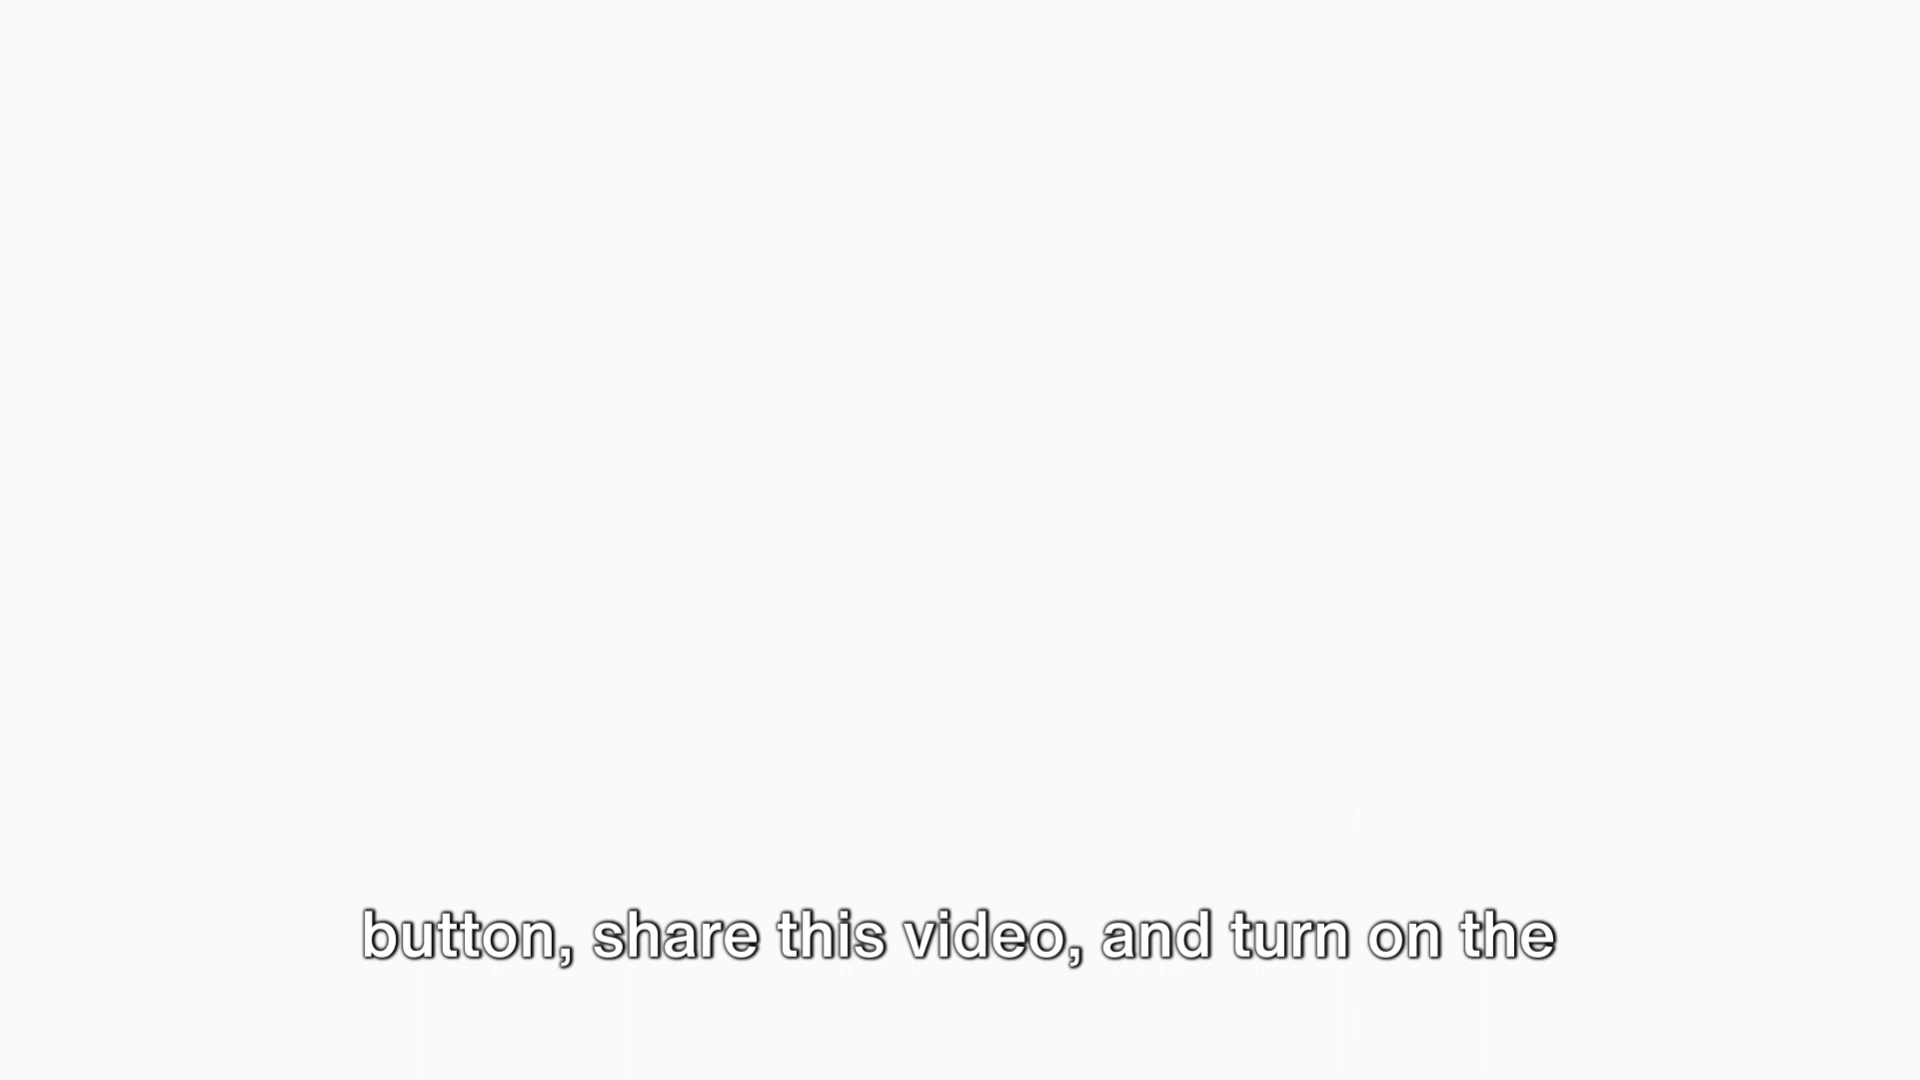 button, share this video, and turn on the